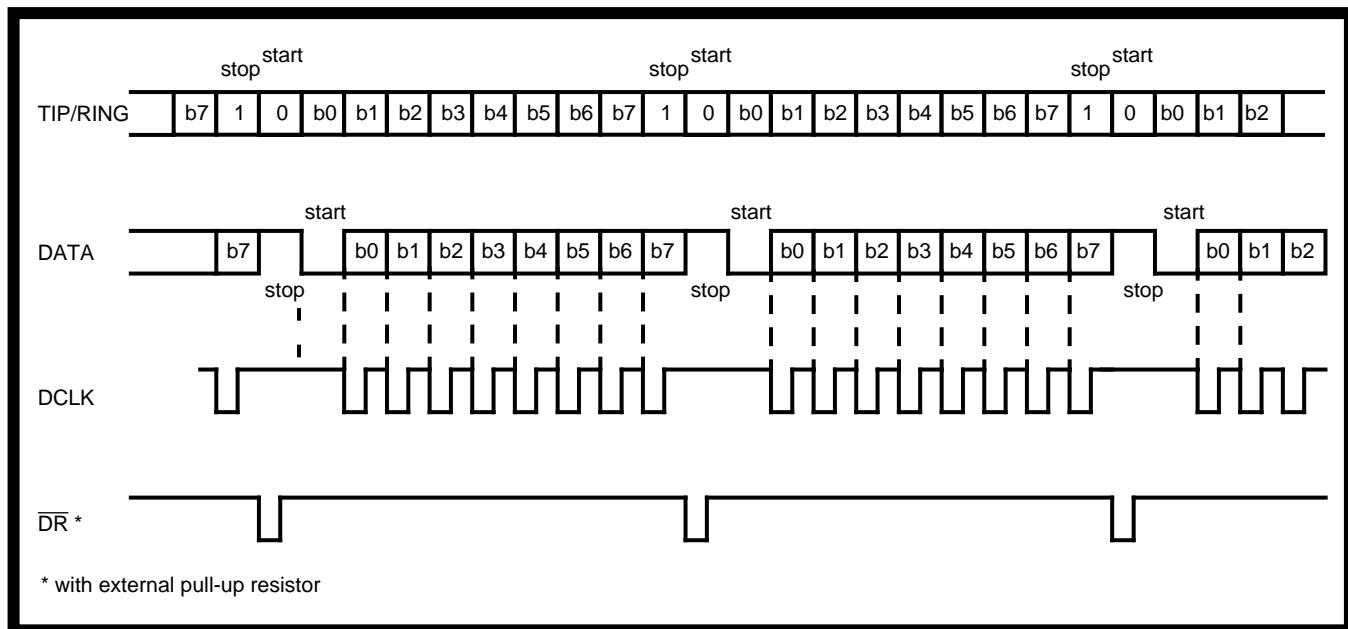 stop start stop start stop start
TIP/RING b7 1 0 b0 b1 b2 b3 b4 b5 b6 b7 1 0 b0 b1 b2 b3 b4 b5 b6 b7 1 0 b0 b1 b2
start start start
DATA b7 b0 b1 b2 b3 b4 b5 b6 b7 b0 b1 b2 b3 b4 b5 b6 b7 b0 b1 b2
stop stop stop
DCLK
D̅R̅ *
* with external pull-up resistor